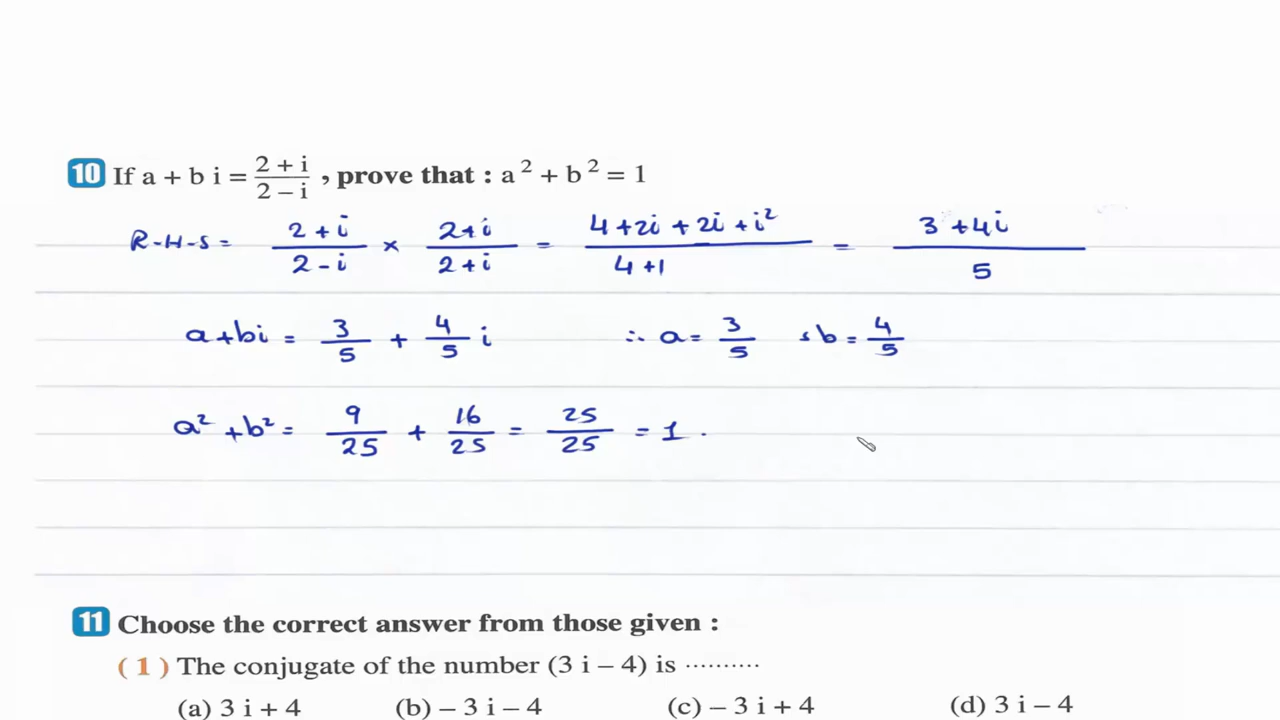 10 If a + b i = (2 + i)/(2 – i) , prove that : a² + b² = 1
R-H-S = (2 + i)/(2 - i) × (2 + i)/(2 + i) = (4 + 2i + 2i + i²)/(4 + 1) = (3 + 4i)/5
a + bi = 3/5 + 4/5 i ∴ a = 3/5 , b = 4/5
a² + b² = 9/25 + 16/25 = 25/25 = 1 .
11 Choose the correct answer from those given :
( 1 ) The conjugate of the number (3 i – 4) is ··········
(a) 3 i + 4 (b) – 3 i – 4 (c) – 3 i + 4 (d) 3 i – 4